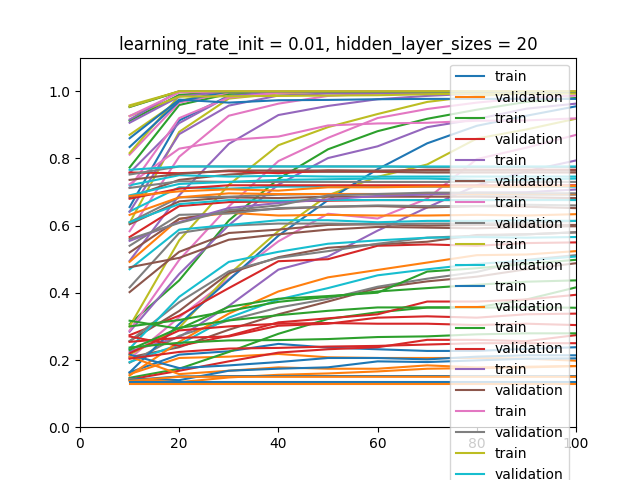 learning_rate_init = 0.01, hidden_layer_sizes = 20
1.0
0.8
0.6
0.4
0.2
0.0
0
20
40
60
80
100
train
validation
train
validation
train
validation
train
validation
train
validation
train
validation
train
validation
train
validation
train
validation
train
validation